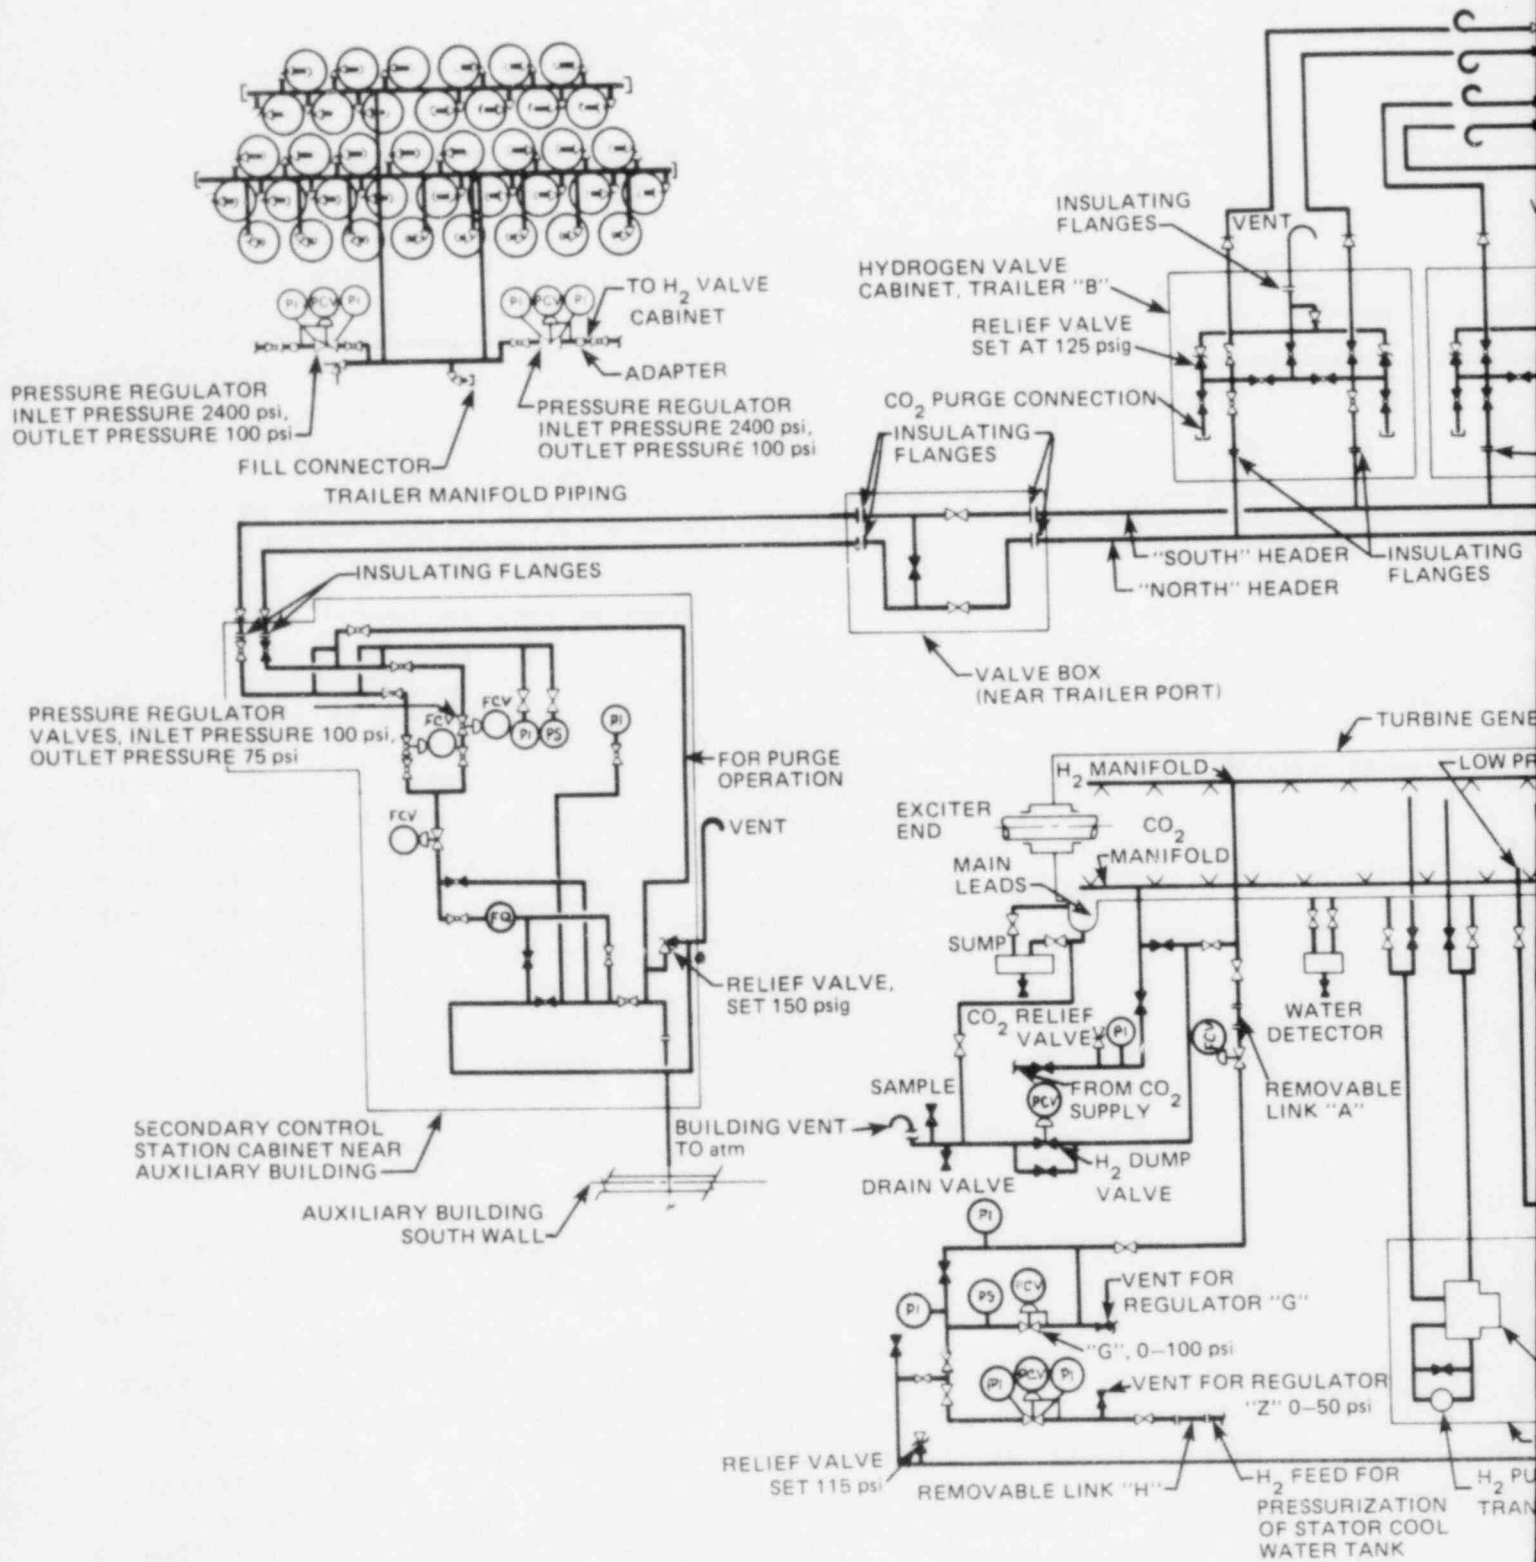 INSULATING
FLANGES
VENT
HYDROGEN VALVE
CABINET, TRAILER "B"
RELIEF VALVE
SET AT 125 psig
CO2 PURGE CONNECTION
PI
PCV
PI
PI
PCV
PI
TO H2 VALVE
CABINET
ADAPTER
PRESSURE REGULATOR
INLET PRESSURE 2400 psi,
OUTLET PRESSURE 100 psi
PRESSURE REGULATOR
INLET PRESSURE 2400 psi,
OUTLET PRESSURE 100 psi
FILL CONNECTOR
TRAILER MANIFOLD PIPING
INSULATING
FLANGES
"SOUTH" HEADER
"NORTH" HEADER
INSULATING
FLANGES
INSULATING FLANGES
VALVE BOX
(NEAR TRAILER PORT)
PRESSURE REGULATOR
VALVES, INLET PRESSURE 100 psi,
OUTLET PRESSURE 75 psi
FCV
FCV
PI
PS
PI
FOR PURGE
OPERATION
FCV
VENT
FQ
RELIEF VALVE,
SET 150 psig
SECONDARY CONTROL
STATION CABINET NEAR
AUXILIARY BUILDING
AUXILIARY BUILDING
SOUTH WALL
TURBINE GENE
H2 MANIFOLD
LOW PR
EXCITER
END
CO2
MANIFOLD
MAIN
LEADS
SUMP
WATER
DETECTOR
CO2 RELIEF
VALVE
PI
FCV
FROM CO2
SUPPLY
PCV
REMOVABLE
LINK "A"
SAMPLE
BUILDING VENT
TO atm
DRAIN VALVE
H2 DUMP
VALVE
PI
PI
PS
PCV
VENT FOR
REGULATOR "G"
"G", 0–100 psi
PI
PCV
PI
VENT FOR REGULATOR
"Z" 0–50 psi
RELIEF VALVE
SET 115 psi
REMOVABLE LINK "H"
H2 FEED FOR
PRESSURIZATION
OF STATOR COOL
WATER TANK
H2 PU
TRAN